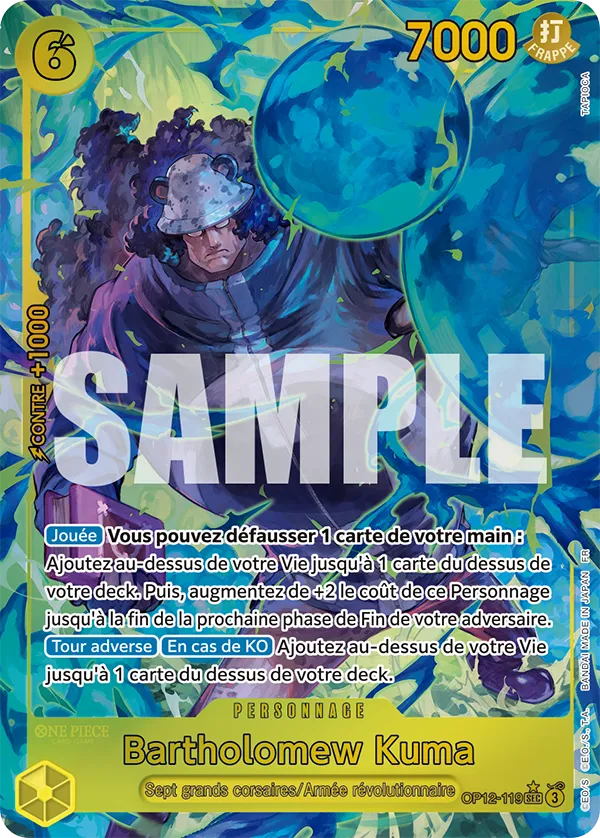 6
7000
打
FRAPPE
TAPIOCA
CONTRE +1000
SAMPLE
Jouée Vous pouvez défausser 1 carte de votre main :
Ajoutez au-dessus de votre Vie jusqu'à 1 carte du dessus de
votre deck. Puis, augmentez de +2 le coût de ce Personnage
jusqu'à la fin de la prochaine phase de Fin de votre adversaire.
Tour adverse En cas de KO Ajoutez au-dessus de votre Vie
jusqu'à 1 carte du dessus de votre deck.
©E.O/S. ©E.O./S., T.A. BANDAI MADE IN JAPAN FR
PERSONNAGE
ONE PIECE
CARD GAME
Bartholomew Kuma
Sept grands corsaires/Armée révolutionnaire
OP12-119 SEC 3